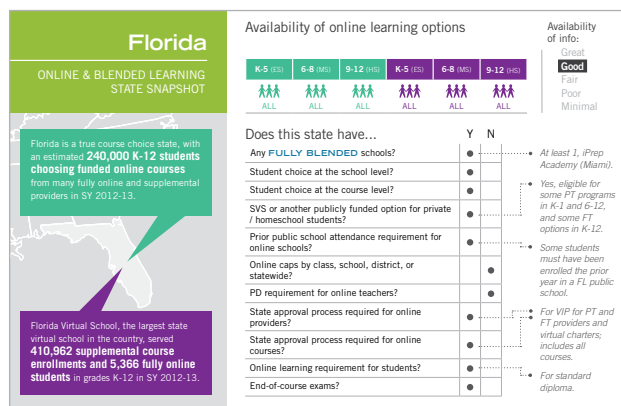 Florida
ONLINE & BLENDED LEARNING
STATE SNAPSHOT
Florida is a true course choice state, with
an estimated 240,000 K-12 students
choosing funded online courses
from many fully online and supplemental
providers in SY 2012-13.
Florida Virtual School, the largest state
virtual school in the country, served
410,962 supplemental course
enrollments and 5,366 fully online
students in grades K-12 in SY 2012-13.
Availability of online learning options
K-5 (ES) 6-8 (MS) 9-12 (HS) K-5 (ES) 6-8 (MS) 9-12 (HS)
ALL ALL ALL ALL ALL ALL
Availability
of info:
Great
Good
Fair
Poor
Minimal
Does this state have... Y N
Any FULLY BLENDED schools?
Student choice at the school level?
Student choice at the course level?
SVS or another publicly funded option for private
/ homeschool students?
Prior public school attendance requirement for
online schools?
Online caps by class, school, district, or
statewide?
PD requirement for online teachers?
State approval process required for online
providers?
State approval process required for online
courses?
Online learning requirement for students?
End-of-course exams?
At least 1, iPrep
Academy (Miami).
Yes, eligible for
some PT programs
in K-1 and 6-12,
and some FT
options in K-12.
Some students
must have been
enrolled the prior
year in a FL public
school.
For VIP for PT and
FT providers and
virtual charters;
includes all
courses.
For standard
diploma.